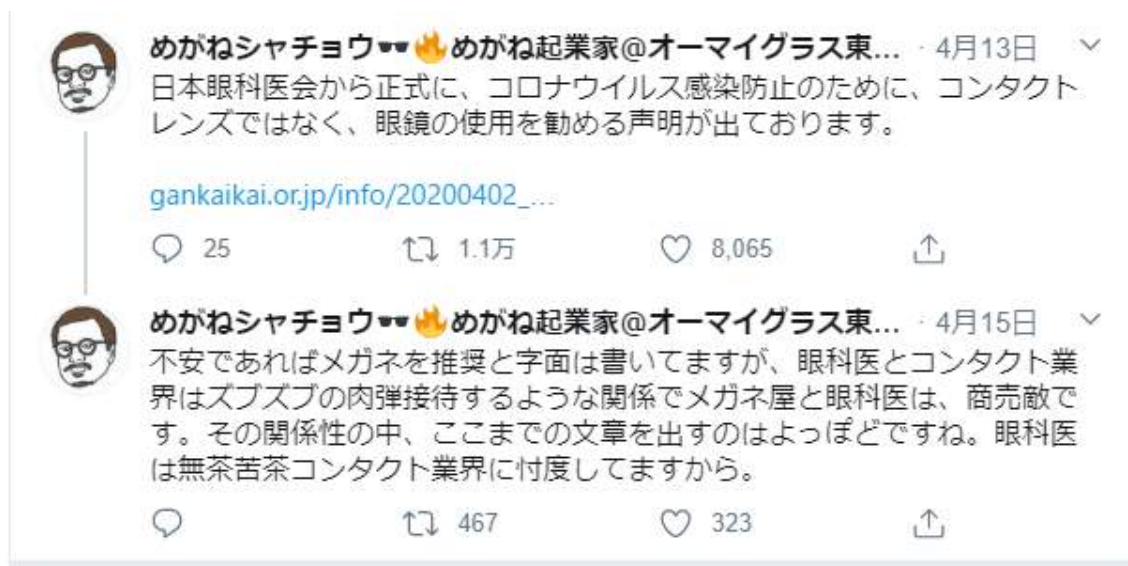 めがねシャチョウ🕶🔥めがね起業家@オーマイグラス東... · 4月13日
日本眼科医会から正式に、コロナウイルス感染防止のために、コンタクト
レンズではなく、眼鏡の使用を勧める声明が出ております。
gankaikai.or.jp/info/20200402_...
25 1.1万 8,065
めがねシャチョウ🕶🔥めがね起業家@オーマイグラス東... · 4月15日
不安であればメガネを推奨と字面は書いてますが、眼科医とコンタクト業
界はズブズブの肉弾接待するような関係でメガネ屋と眼科医は、商売敵で
す。その関係性の中、ここまでの文章を出すのはよっぽどですね。眼科医
は無茶苦茶コンタクト業界に忖度してますから。
467 323